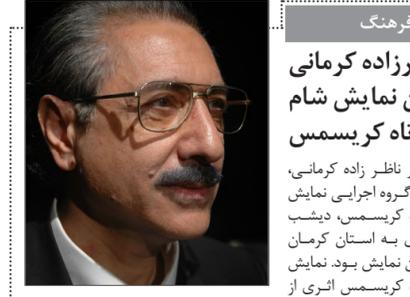 فرهنگ
رزاده کرمانی
نمایش شام
کریسمس
ناظر زاده کرمانی،
گروه اجرایی نمایش
کریسمس، دیشب
به استان کرمان
نمایش بود. نمایش
کریسمس اثری از